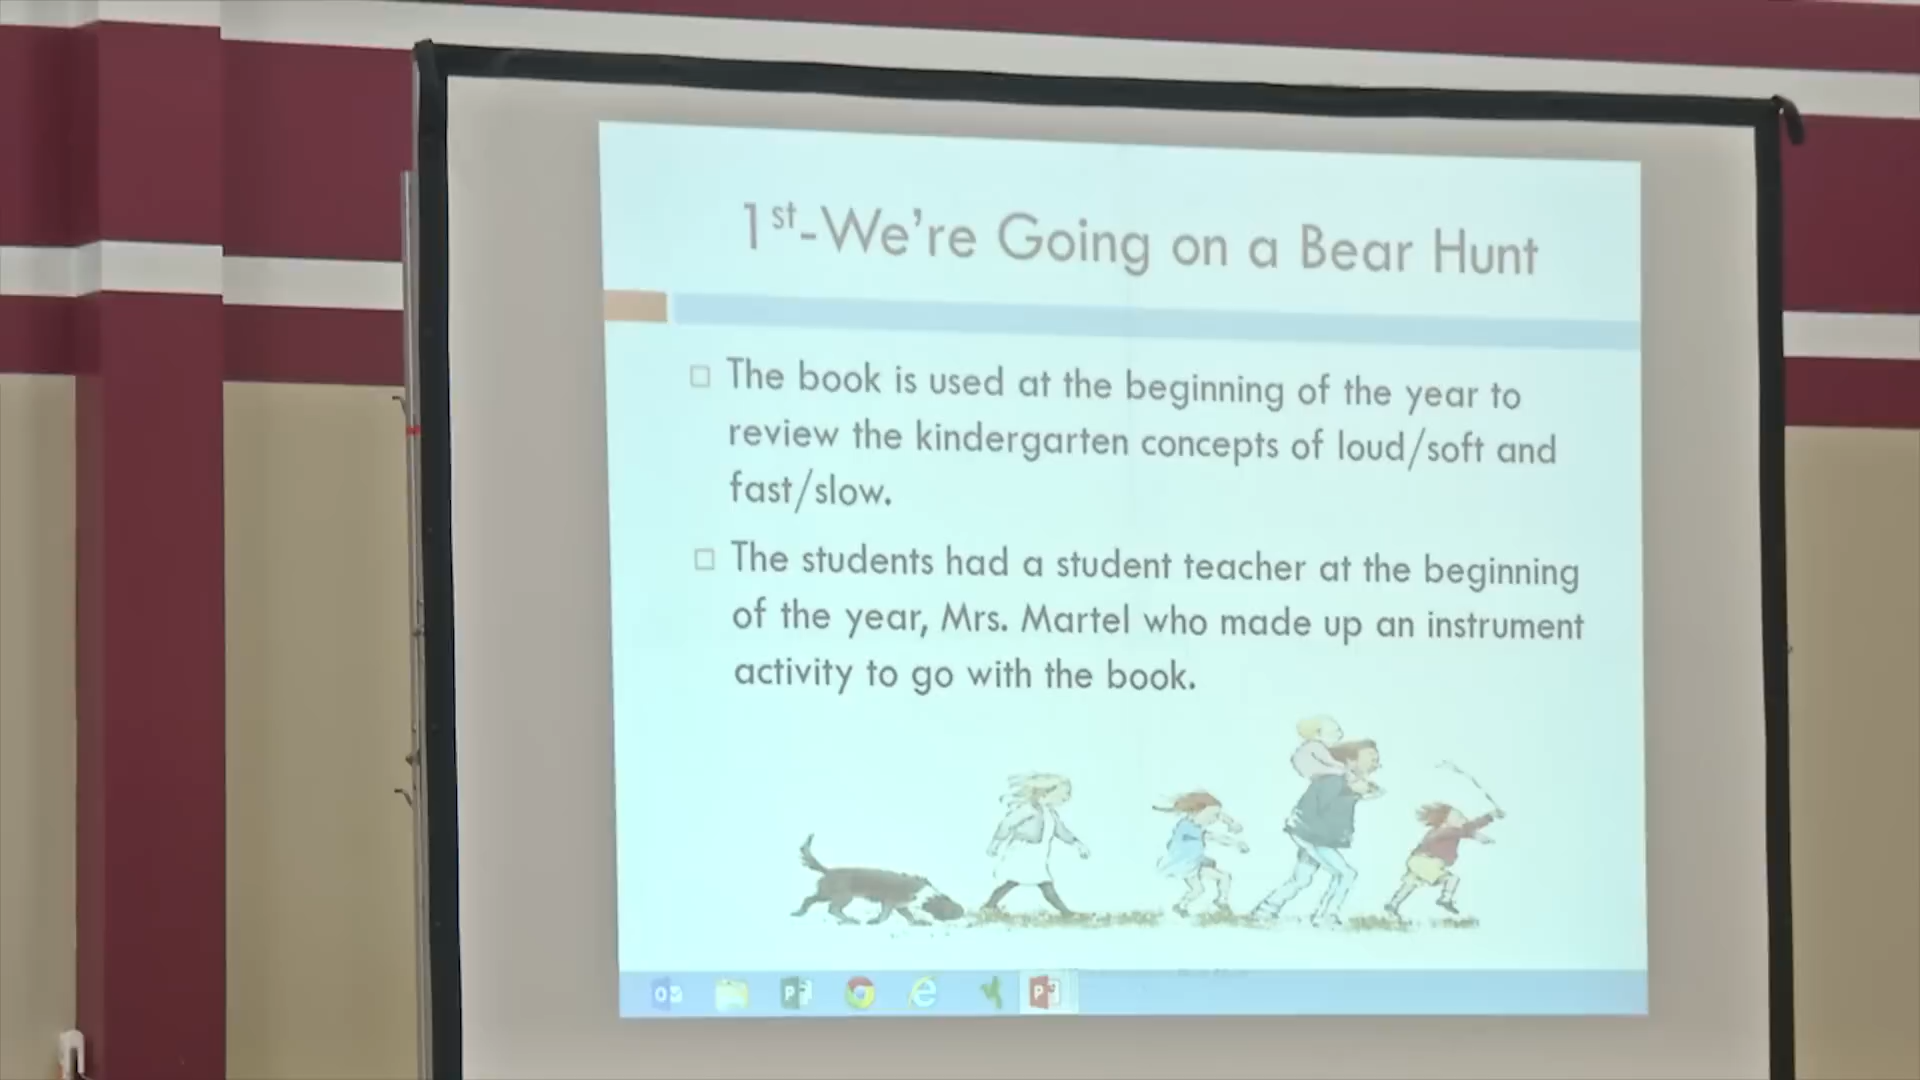 1st-We're Going on a Bear Hunt
The book is used at the beginning of the year to
review the kindergarten concepts of loud/soft and
fast/slow.
The students had a student teacher at the beginning
of the year, Mrs. Martel who made up an instrument
activity to go with the book.